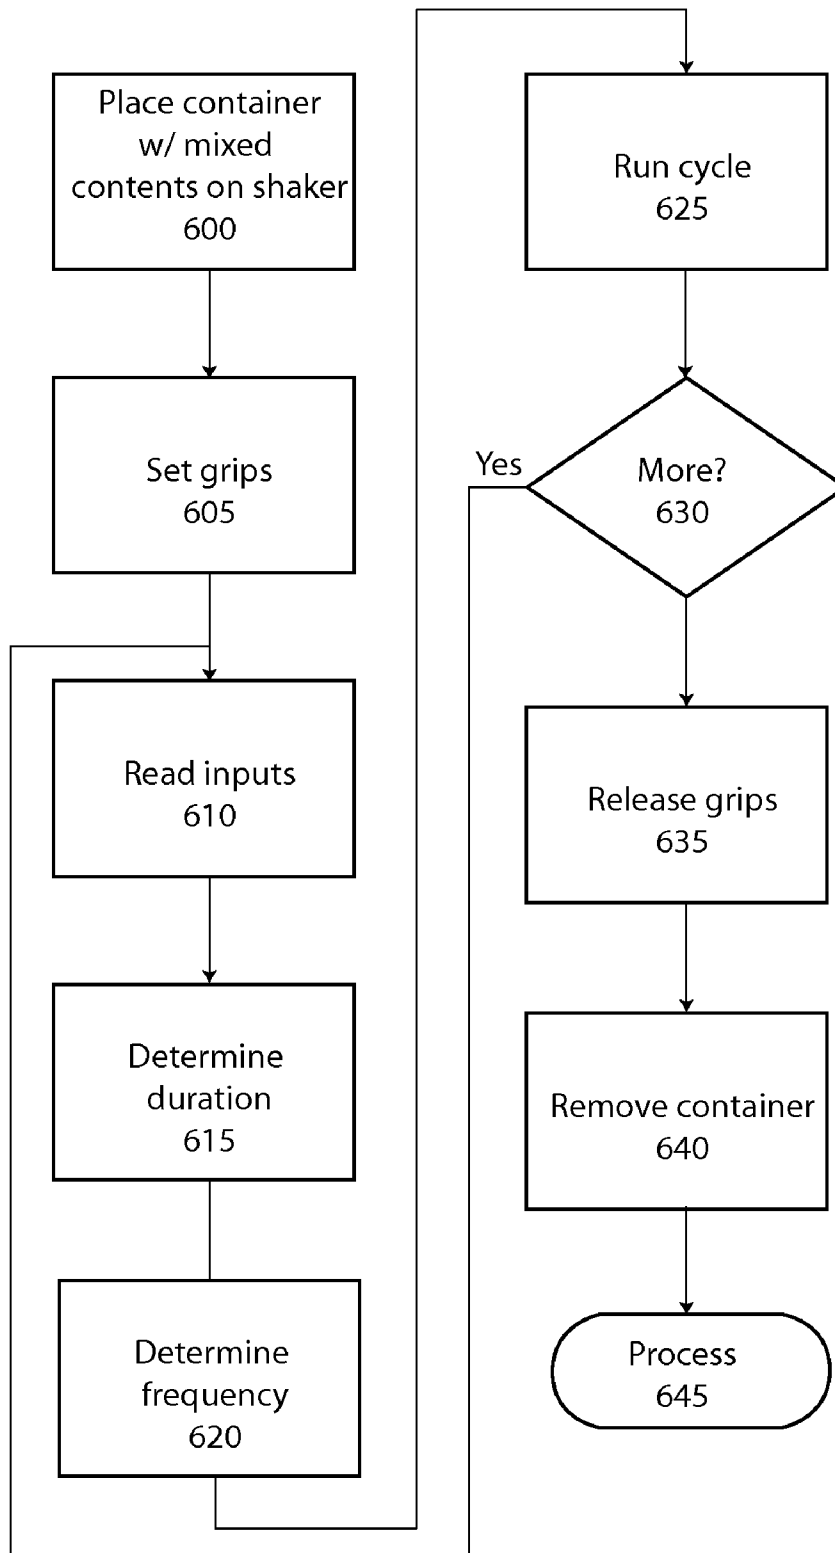 Place container
w/ mixed
contents on shaker
600
Set grips
605
Read inputs
610
Determine
duration
615
Determine
frequency
620
Run cycle
625
Yes
More?
630
Release grips
635
Remove container
640
Process
645